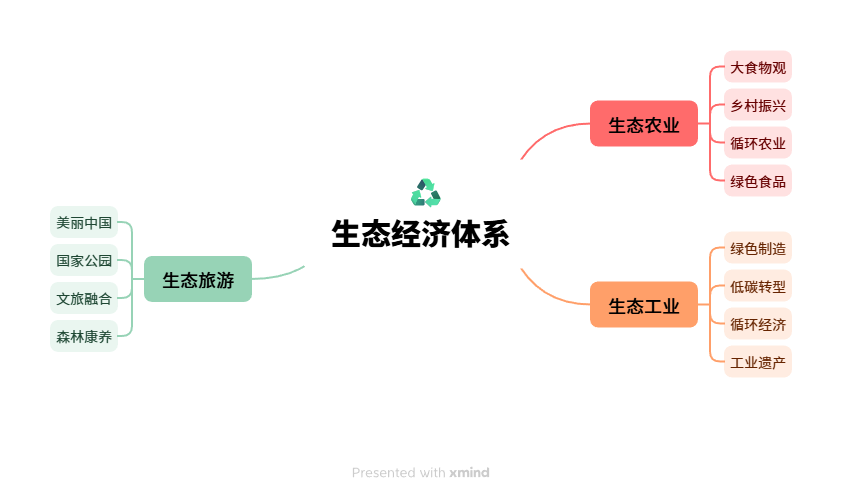 生态经济体系
生态农业
大食物观
乡村振兴
循环农业
绿色食品
生态工业
绿色制造
低碳转型
循环经济
工业遗产
生态旅游
美丽中国
国家公园
文旅融合
森林康养
Presented with xmind